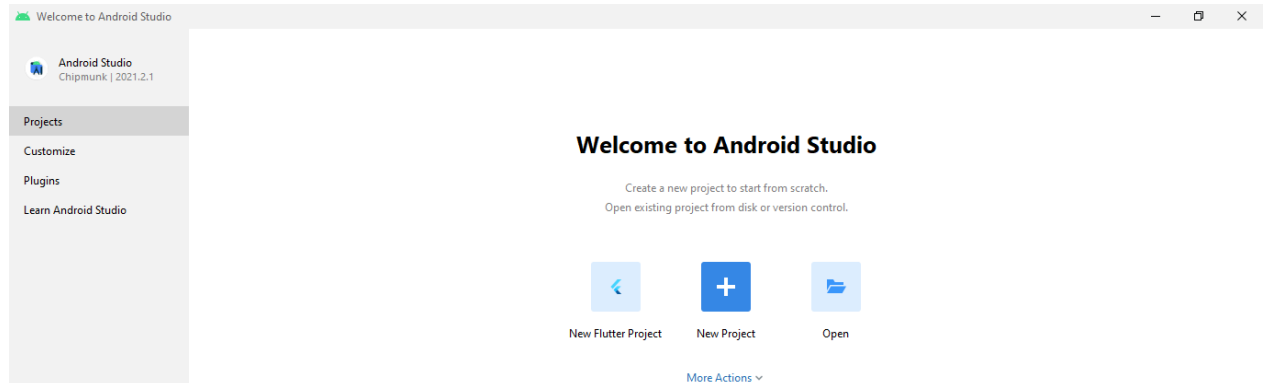 Welcome to Android Studio
Android Studio
Chipmunk | 2021.2.1
Projects
Customize
Plugins
Learn Android Studio
Welcome to Android Studio
Create a new project to start from scratch.
Open existing project from disk or version control.
New Flutter Project
New Project
Open
More Actions